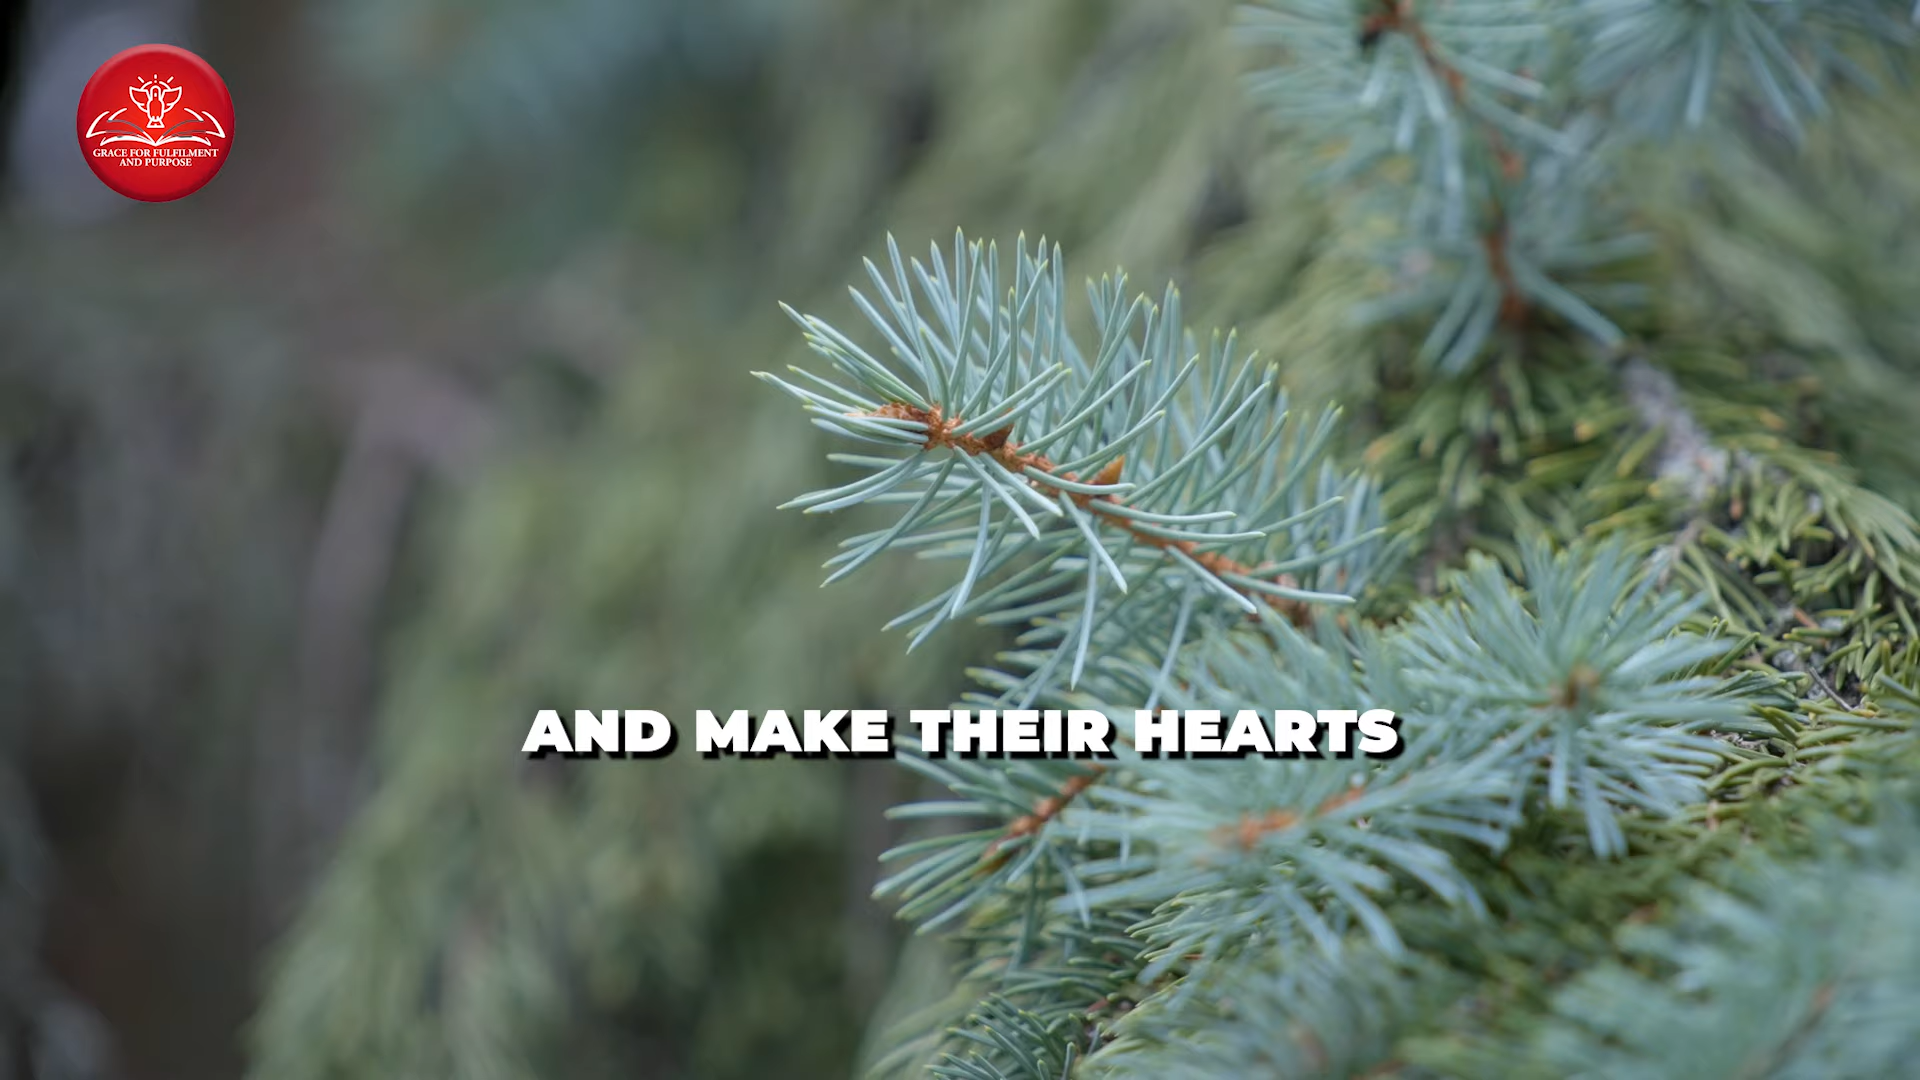 GRACE FOR FULFILMENT
AND PURPOSE
AND MAKE THEIR HEARTS